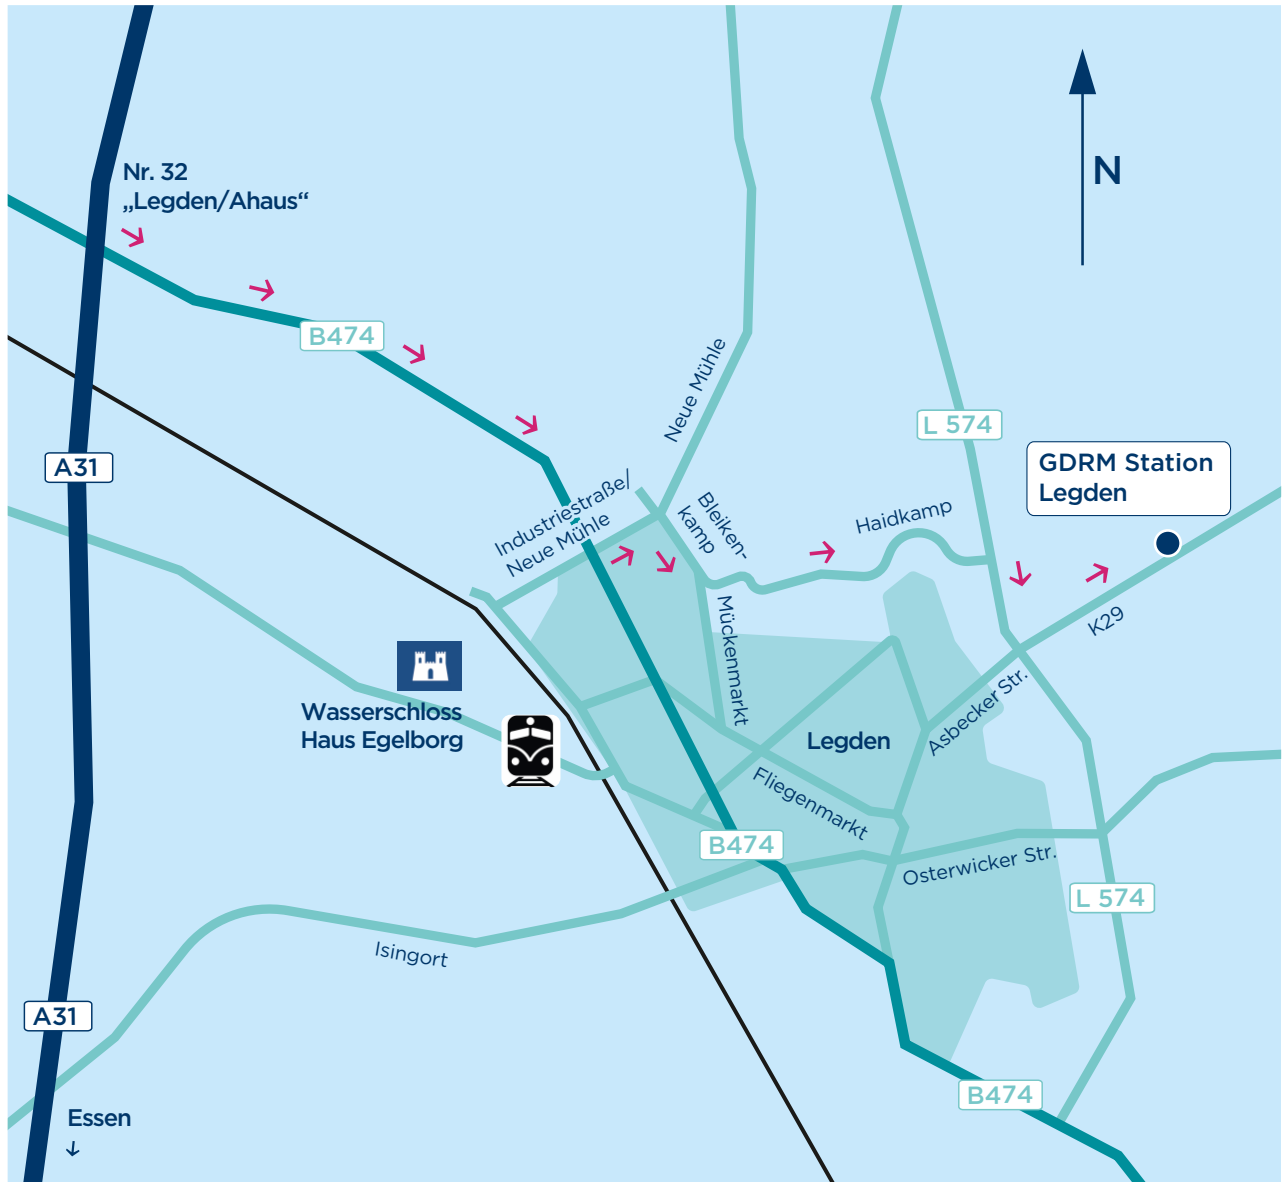 Nr. 32
„Legden/Ahaus“
N
B474
Neue Mühle
L 574
A31
GDRM Station
Legden
Industriestraße/
Neue Mühle
Bleiken-
kamp
Haidkamp
Mückenmarkt
K29
Wasserschloss
Haus Egelborg
Legden
Asbecker Str.
Fliegenmarkt
B474
Osterwicker Str.
L 574
Isingort
A31
B474
Essen